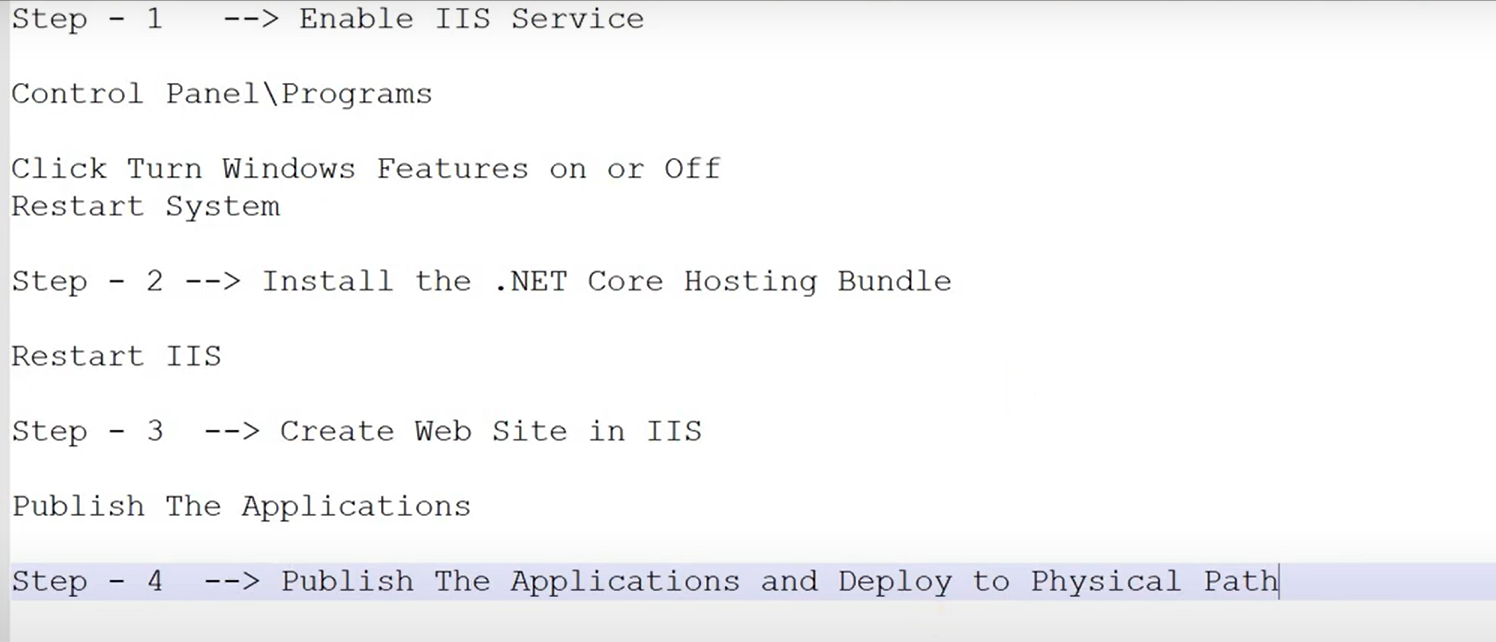 Step - 1   --> Enable IIS Service
Control Panel\Programs
Click Turn Windows Features on or Off
Restart System
Step - 2 --> Install the .NET Core Hosting Bundle
Restart IIS
Step - 3  --> Create Web Site in IIS
Publish The Applications
Step - 4  --> Publish The Applications and Deploy to Physical Path